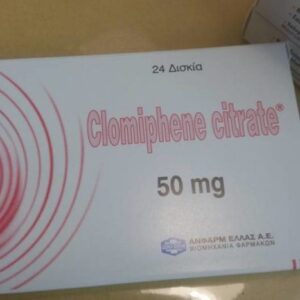 24 Δισκία
Clomiphene citrate®
50 mg
ΑΝΦΑΡΜ ΕΛΛΑΣ Α.Ε.
ΒΙΟΜΗΧΑΝΙΑ ΦΑΡΜΑΚΩΝ